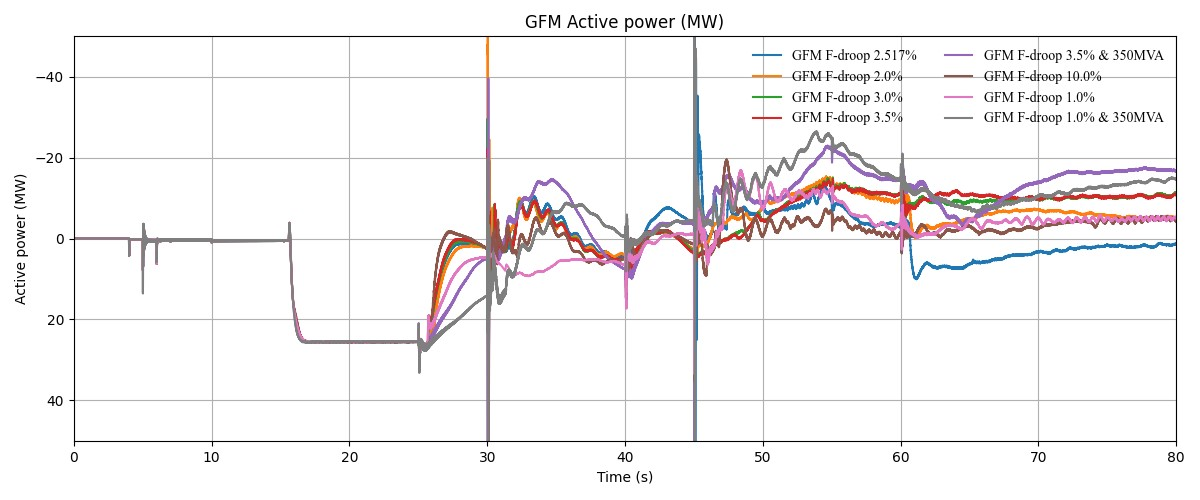 GFM Active power (MW)
GFM F-droop 2.517%
GFM F-droop 2.0%
GFM F-droop 3.0%
GFM F-droop 3.5%
GFM F-droop 3.5% & 350MVA
GFM F-droop 10.0%
GFM F-droop 1.0%
GFM F-droop 1.0% & 350MVA
Active power (MW)
−40
−20
0
20
40
0 10 20 30 40 50 60 70 80
Time (s)